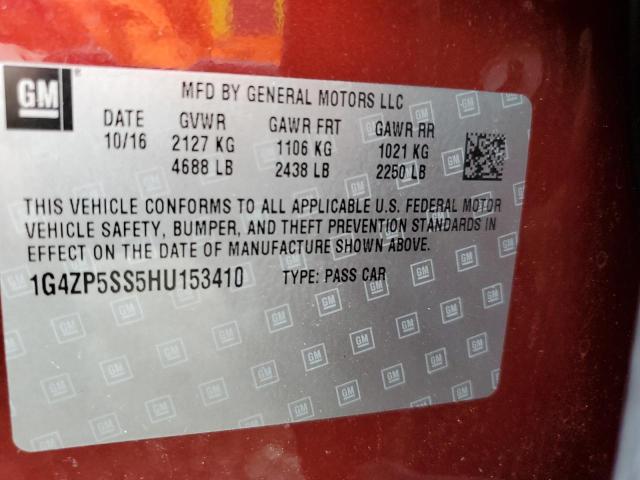 GM
MFD BY GENERAL MOTORS LLC
DATE GVWR GAWR FRT GAWR RR
10/16 2127 KG 1106 KG 1021 KG
4688 LB 2438 LB 2250 LB
THIS VEHICLE CONFORMS TO ALL APPLICABLE U.S. FEDERAL MOTOR
VEHICLE SAFETY, BUMPER, AND THEFT PREVENTION STANDARDS IN
EFFECT ON THE DATE OF MANUFACTURE SHOWN ABOVE.
1G4ZP5SS5HU153410 TYPE: PASS CAR